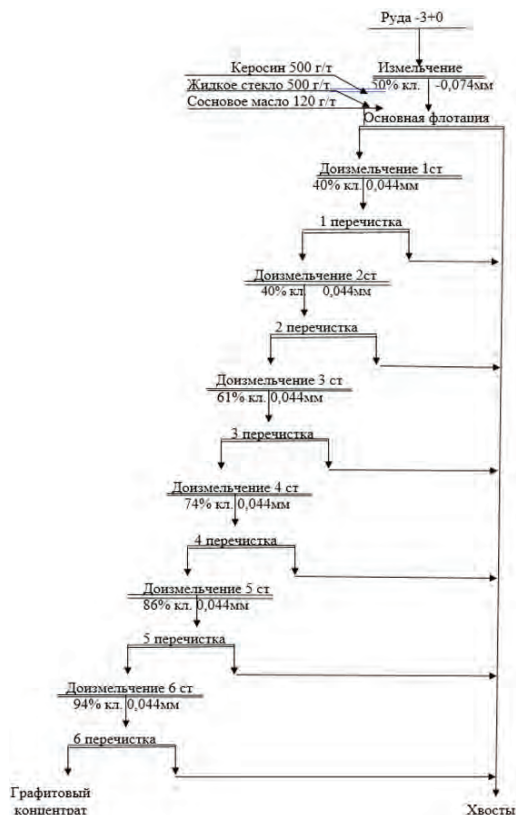 Руда -3+0
Керосин 500 г/т
Измельчение
Жидкое стекло 500 г/т
50% кл. -0,074мм
Сосновое масло 120 г/т
Основная флотация
Доизмельчение 1ст
40% кл. 0,044мм
1 перечистка
Доизмельчение 2ст
40% кл. 0,044мм
2 перечистка
Доизмельчение 3 ст
61% кл. 0,044мм
3 перечистка
Доизмельчение 4 ст
74% кл. 0,044мм
4 перечистка
Доизмельчение 5 ст
86% кл. 0,044мм
5 перечистка
Доизмельчение 6 ст
94% кл. 0,044мм
6 перечистка
Графитовый
концентрат
Хвосты